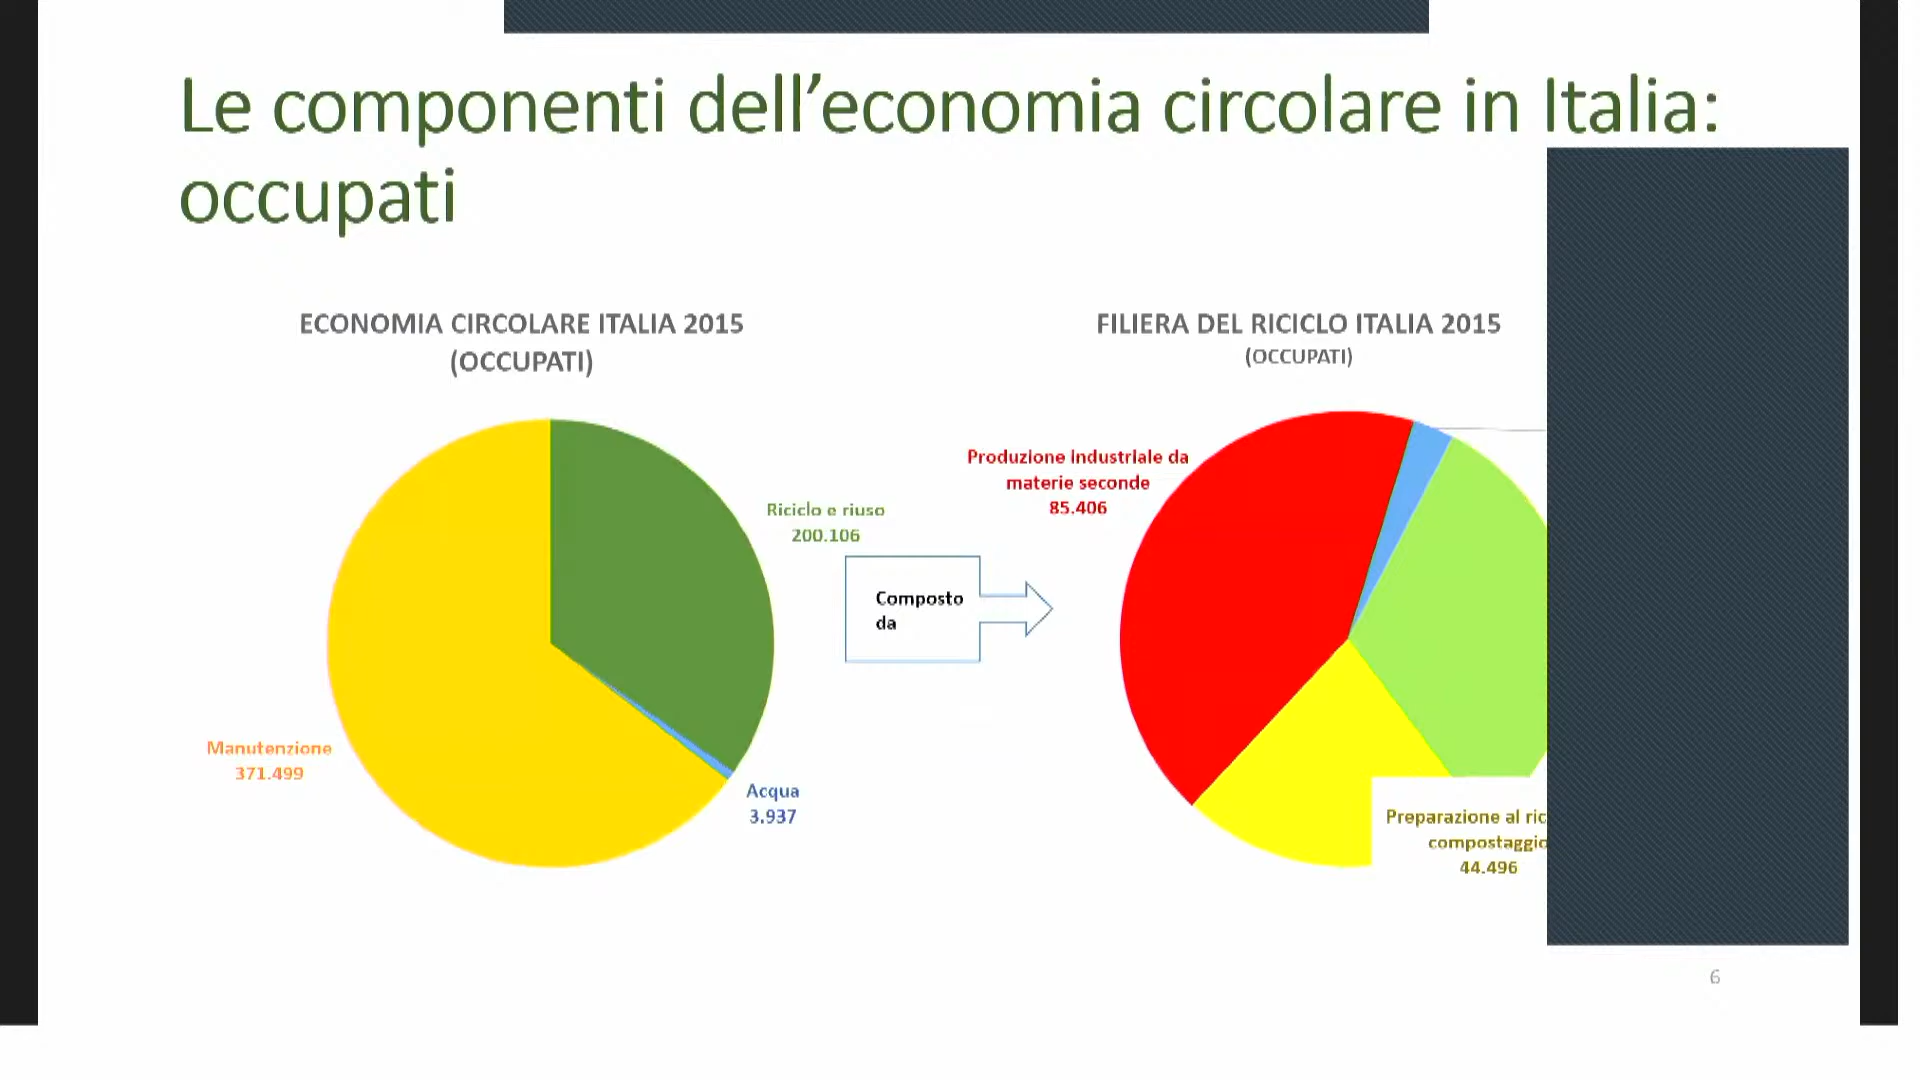 Le componenti dell’economia circolare in Italia:
occupati
ECONOMIA CIRCOLARE ITALIA 2015
(OCCUPATI)
Riciclo e riuso
200.106
Manutenzione
371.499
Acqua
3.937
Composto
da
FILIERA DEL RICICLO ITALIA 2015
(OCCUPATI)
Produzione industriale da
materie seconde
85.406
Preparazione al ric
compostaggio
44.496
6